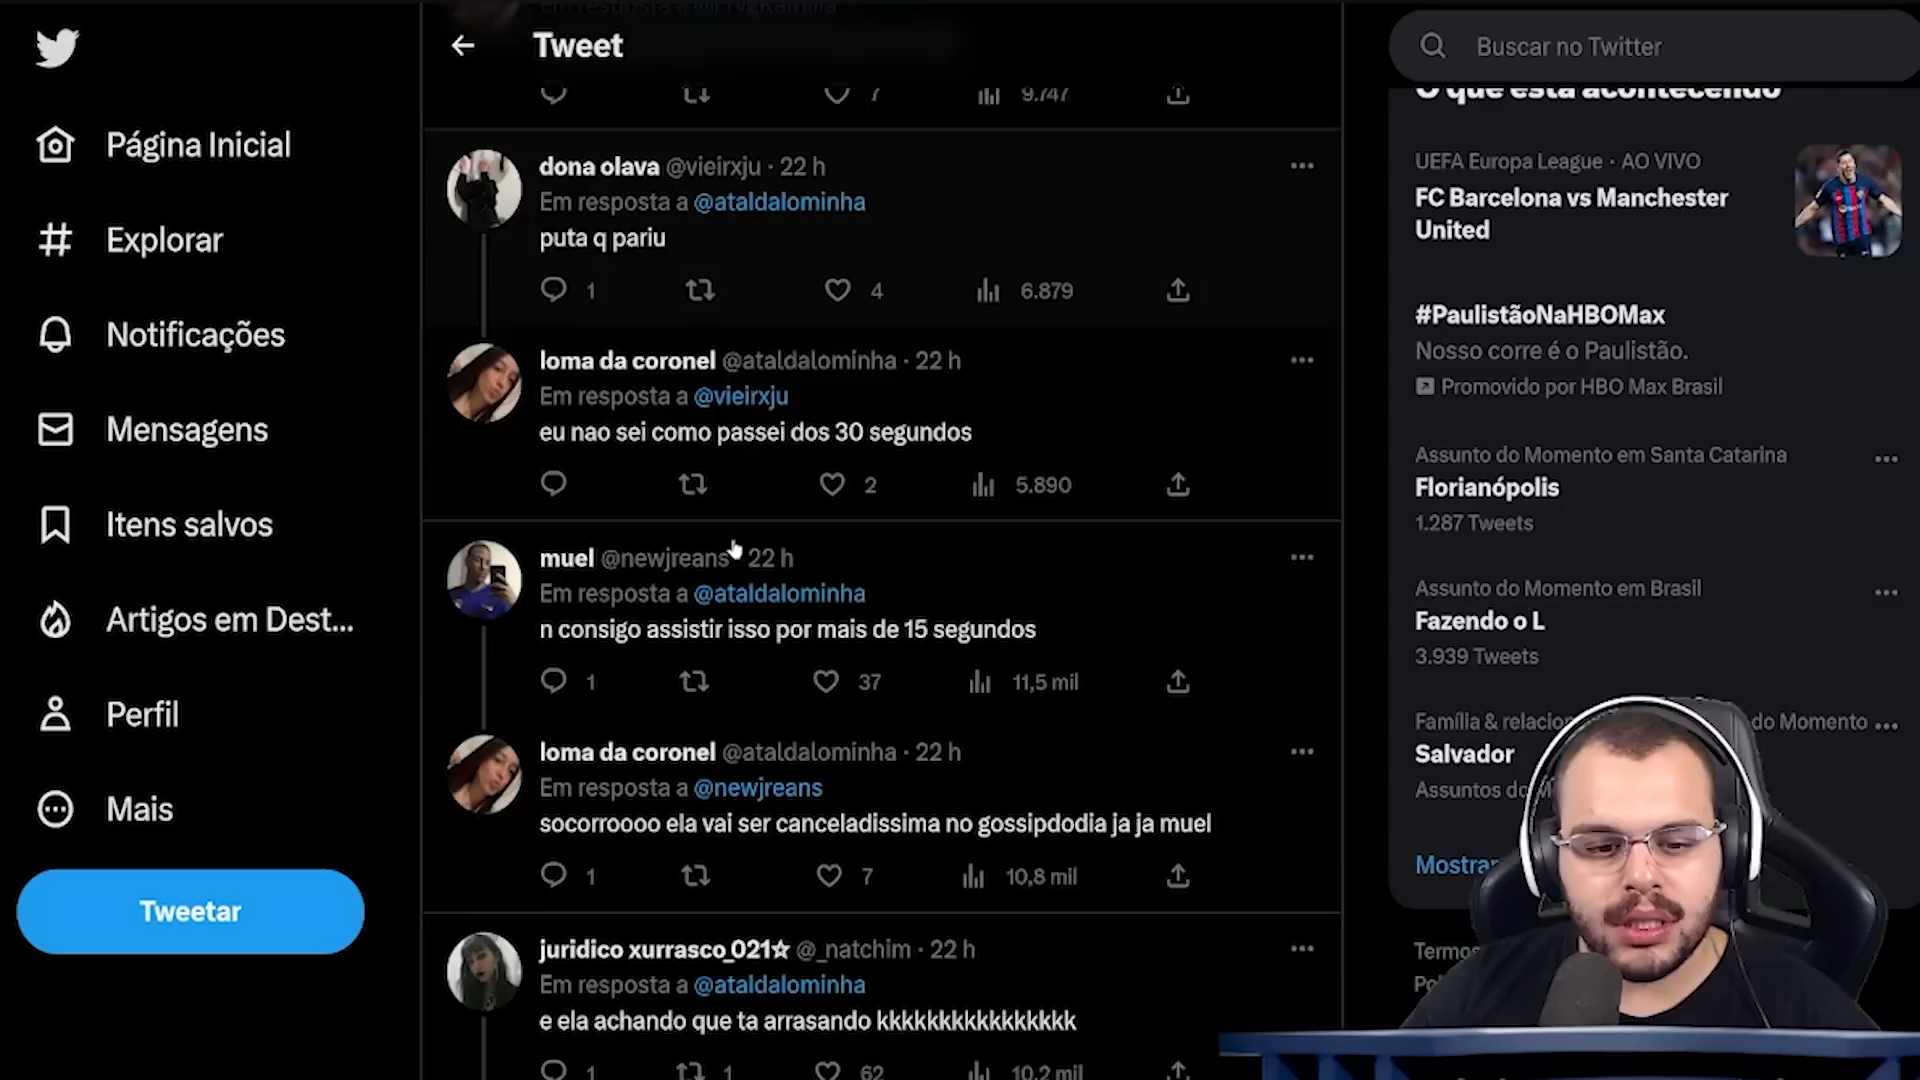 Tweet
Buscar no Twitter
7
9.747
O que está acontecendo
Página Inicial
Explorar
Notificações
Mensagens
Itens salvos
Artigos em Dest...
Perfil
Mais
Tweetar
dona olava @vieirxju · 22 h
Em resposta a @ataldalominha
puta q pariu
1
4
6.879
loma da coronel @ataldalominha · 22 h
Em resposta a @vieirxju
eu nao sei como passei dos 30 segundos
2
5.890
muel @newjreans 22 h
Em resposta a @ataldalominha
n consigo assistir isso por mais de 15 segundos
1
37
11,5 mil
loma da coronel @ataldalominha · 22 h
Em resposta a @newjreans
socorroooo ela vai ser canceladissima no gossipdodia ja ja muel
1
7
10,8 mil
juridico xurrasco_021☆ @_natchim · 22 h
Em resposta a @ataldalominha
e ela achando que ta arrasando kkkkkkkkkkkkkkkk
1
1
62
10,2 mil
UEFA Europa League · AO VIVO
FC Barcelona vs Manchester
United
#PaulistãoNaHBOMax
Nosso corre é o Paulistão.
Promovido por HBO Max Brasil
Assunto do Momento em Santa Catarina
Florianópolis
1.287 Tweets
Assunto do Momento em Brasil
Fazendo o L
3.939 Tweets
Família & do Momento
Salvador
Assuntos
Mostrar
Termos